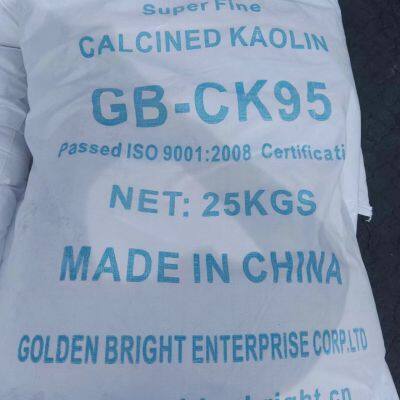 Super Fine
CALCINED KAOLIN
GB-CK95
Passed ISO 9001:2008 Certificati
NET: 25KGS
MADE IN CHINA
GOLDEN BRIGHT ENTERPRISE CORP.LTD